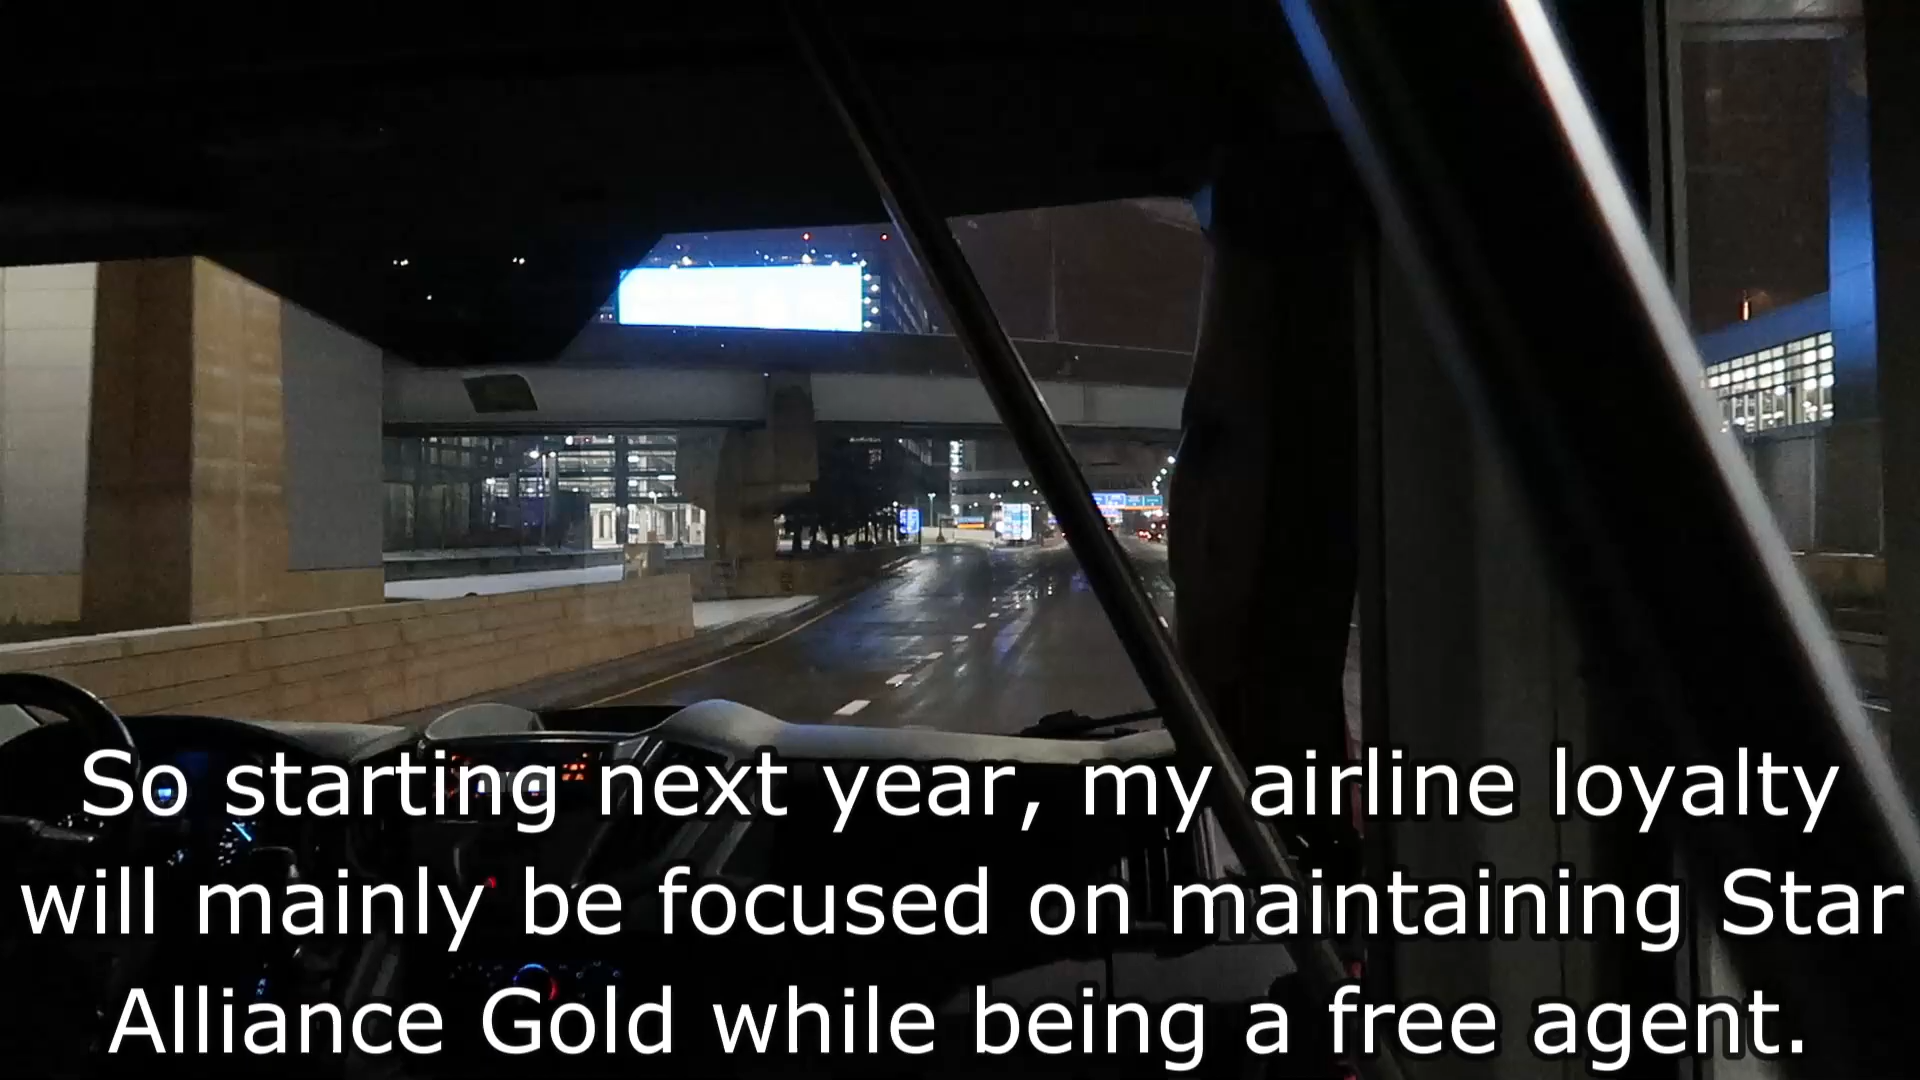 So starting next year, my airline loyalty
will mainly be focused on maintaining Star
Alliance Gold while being a free agent.